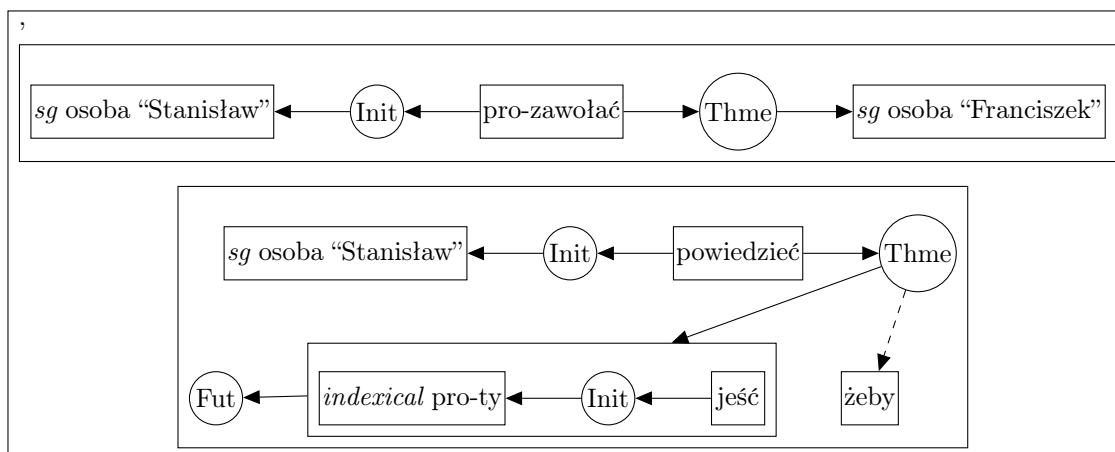 ,
sg osoba “Stanisław” Init pro-zawołać Thme sg osoba “Franciszek”
sg osoba “Stanisław” Init powiedzieć Thme
Fut indexical pro-ty Init jeść żeby